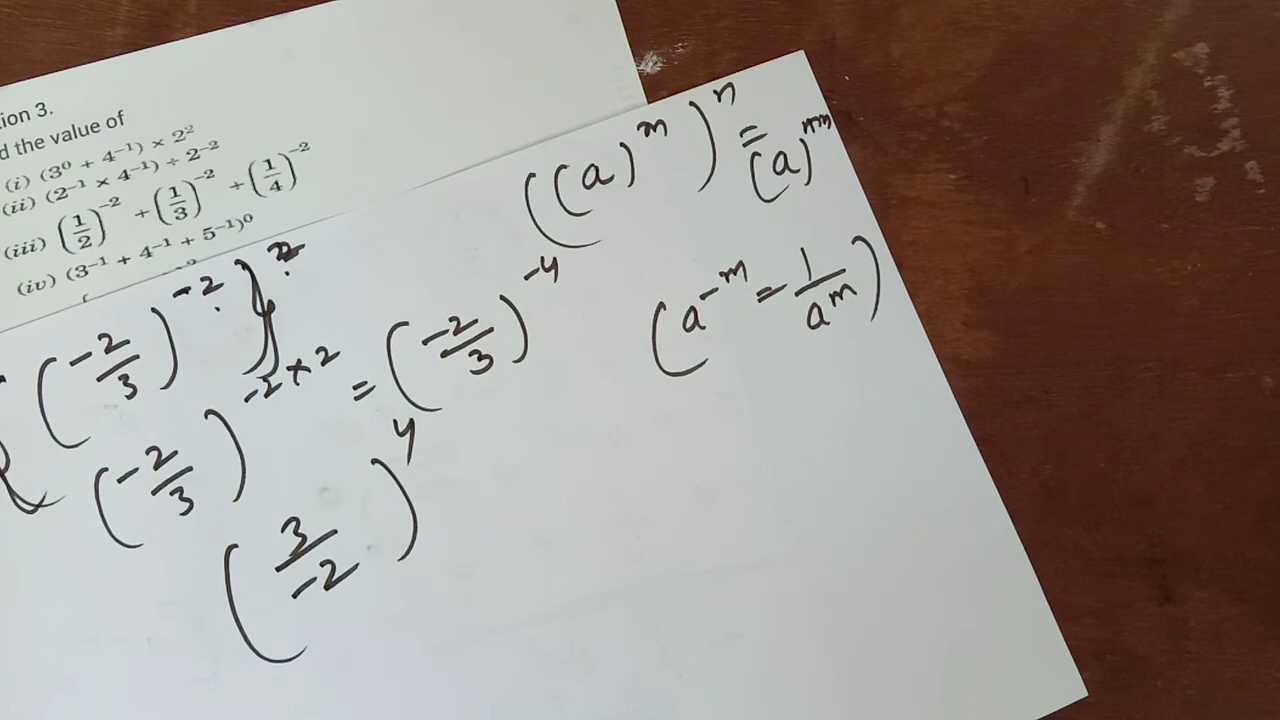 ion 3.
d the value of
(i) (3⁰ + 4⁻¹) × 2²
(ii) (2⁻¹ × 4⁻¹) ÷ 2⁻²
(iii) (1/2)⁻² + (1/3)⁻² + (1/4)⁻²
(iv) (3⁻¹ + 4⁻¹ + 5⁻¹)⁰
((a)ᵐ)ⁿ =
(a)ⁿᵐ
(a⁻ᵐ = 1/aᵐ)
((-2/3)⁻²)²
(-2/3)⁻²ˣ² = (-2/3)⁻⁴
(3/-2)⁴